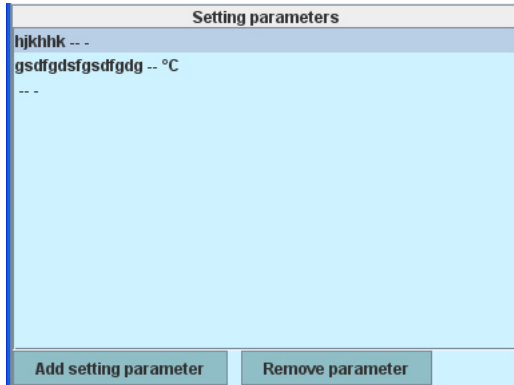 Setting parameters
hjkhhk -- -
gsdfgdsfgsdfgdg -- °C
-- -
Add setting parameter Remove parameter